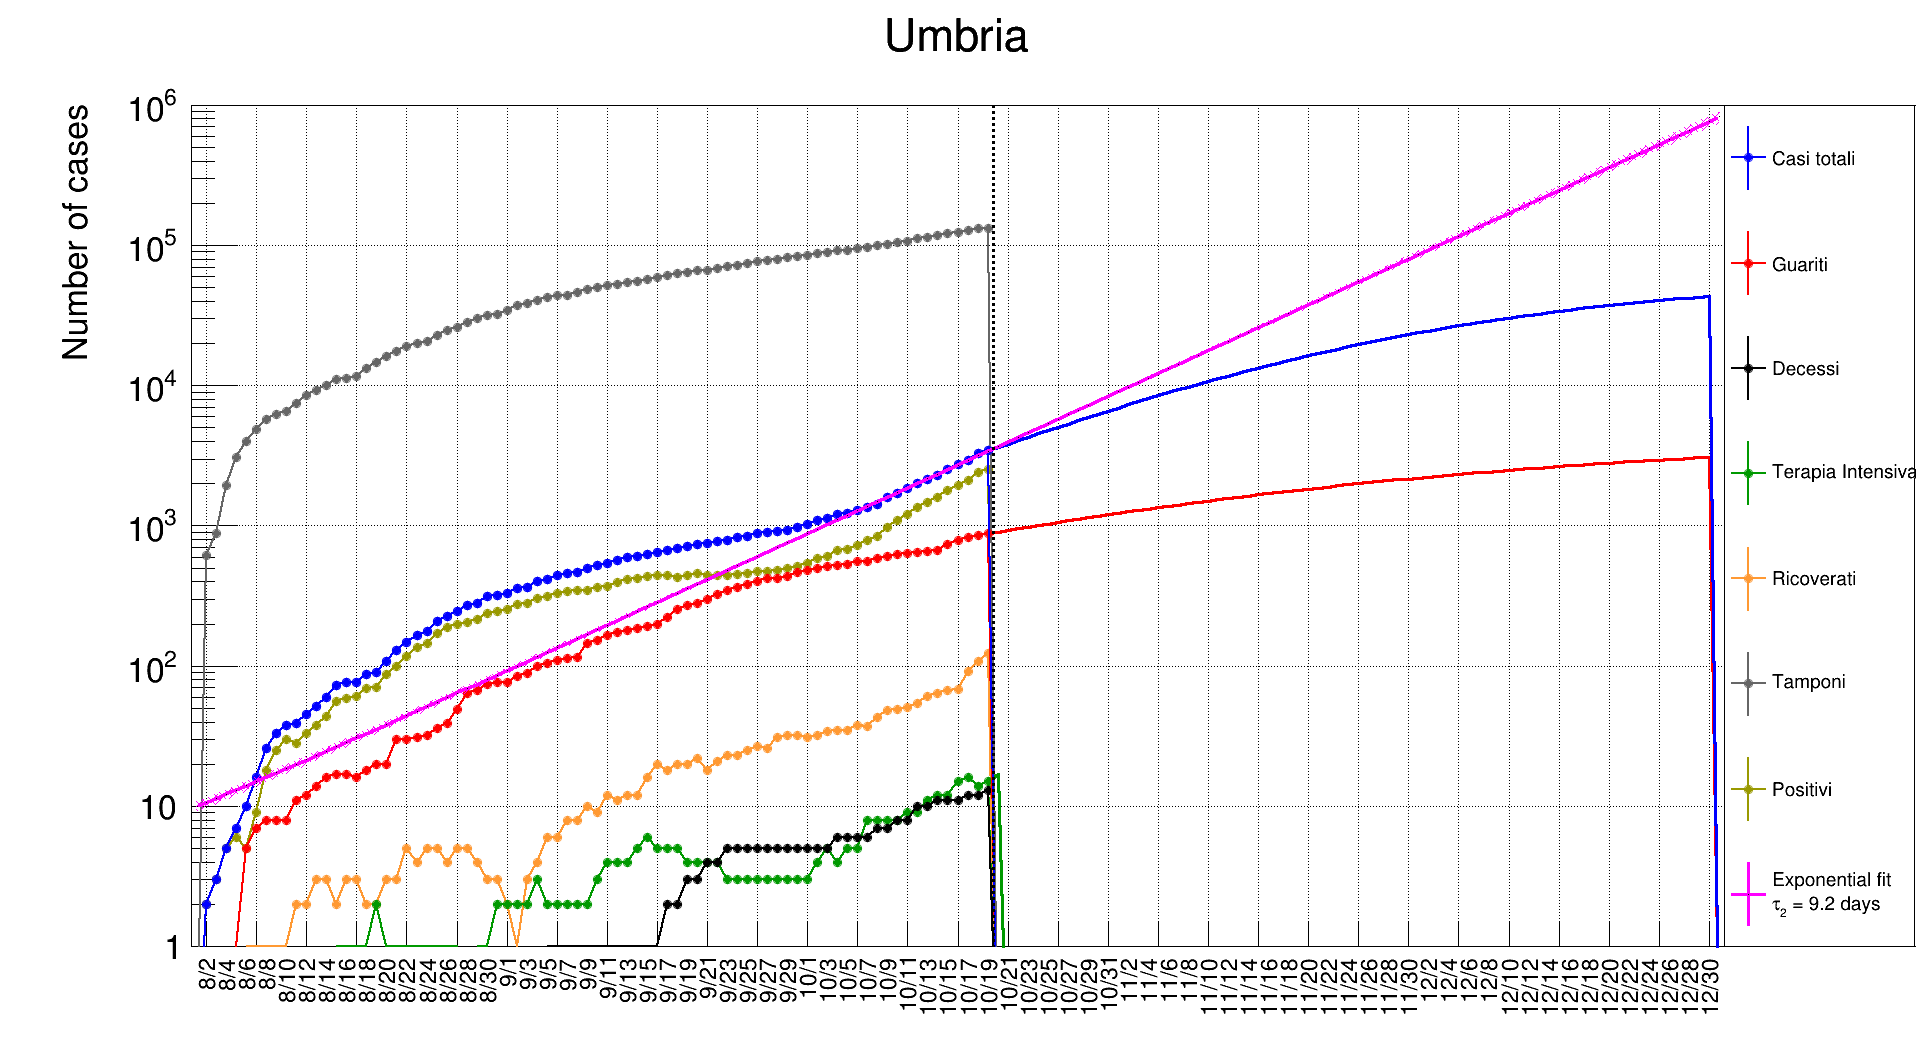 Umbria
Number of cases
10^6
10^5
10^4
10^3
10^2
10
1
8/2 8/4 8/6 8/8 8/10 8/12 8/14 8/16 8/18 8/20 8/22 8/24 8/26 8/28 8/30 9/1 9/3 9/5 9/7 9/9 9/11 9/13 9/15 9/17 9/19 9/21 9/23 9/25 9/27 9/29 10/1 10/3 10/5 10/7 10/9 10/11 10/13 10/15 10/17 10/19 10/21 10/23 10/25 10/27 10/29 10/31 11/2 11/4 11/6 11/8 11/10 11/12 11/14 11/16 11/18 11/20 11/22 11/24 11/26 11/28 11/30 12/2 12/4 12/6 12/8 12/10 12/12 12/14 12/16 12/18 12/20 12/22 12/24 12/26 12/28 12/30
Casi totali
Guariti
Decessi
Terapia Intensiva
Ricoverati
Tamponi
Positivi
Exponential fit
τ₂ = 9.2 days